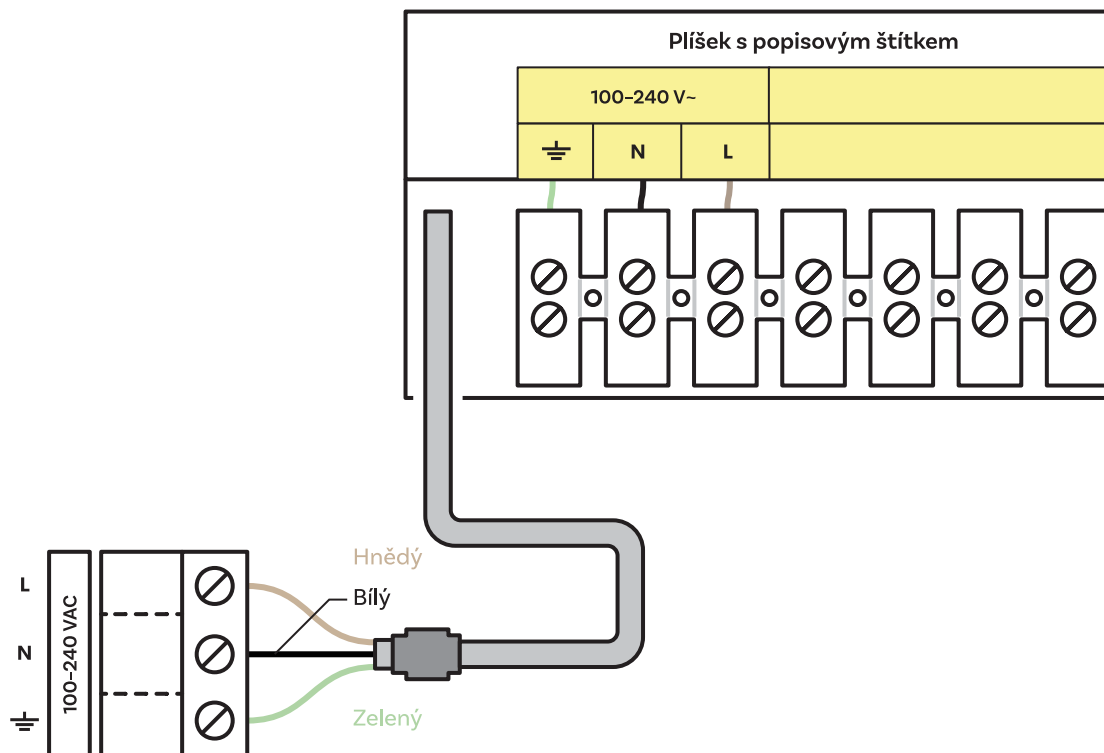 Plíšek s popisovým štítkem
100–240 V~
N L
Hnědý
Bílý
Zelený
L
N
100–240 VAC